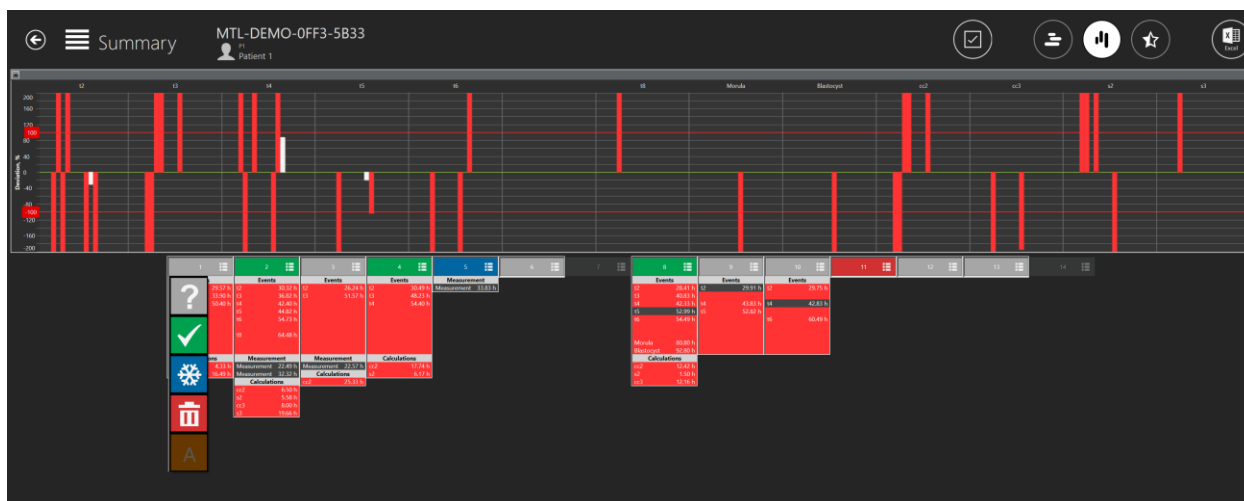 Summary
MTL-DEMO-0FF3-5B33
P1
Patient 1
Excel
t2 t3 t4 t5 t6 t8 Morula Blastocyst cc2 cc3 s2 s3
Deviation, %
200
160
120
100
80
40
0
-40
-80
-100
-120
-160
-200
1 2 3 4 5 6 7 8 9 10 11 12 13 14
29.57 h
33.90 h
50.40 h
ons
4.33 h
16.49 h
A
Events
t2 30.32 h
t3 36.82 h
t4 42.40 h
t5 44.82 h
t6 54.73 h
t8 64.48 h
Measurement
Measurement 22.49 h
Measurement 32.32 h
Calculations
cc2 6.50 h
s2 5.58 h
cc3 8.00 h
s3 19.66 h
Events
t2 26.24 h
t3 51.57 h
Measurement
Measurement 22.57 h
Calculations
cc2 25.33 h
Events
t2 30.49 h
t3 48.23 h
t4 54.40 h
Calculations
cc2 17.74 h
s2 6.17 h
Measurement
Measurement 33.83 h
Events
t2 28.41 h
t3 40.83 h
t4 42.33 h
t5 52.99 h
t6 54.49 h
Morula 80.80 h
Blastocyst 92.80 h
Calculations
cc2 12.42 h
s2 1.50 h
cc3 12.16 h
Events
t2 29.91 h
t4 43.83 h
t5 52.82 h
Events
t2 29.75 h
t4 42.83 h
t6 60.49 h